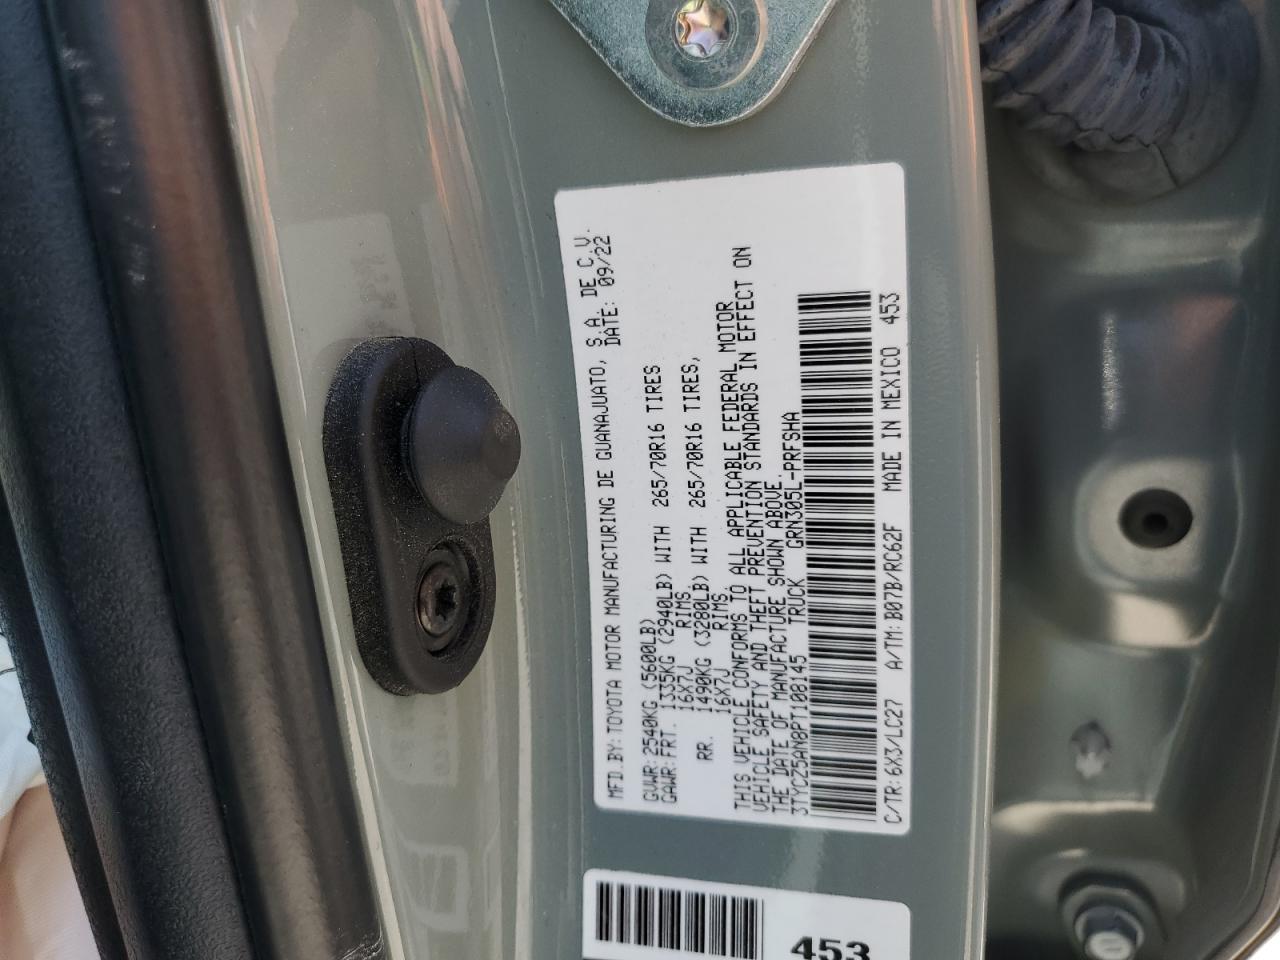 MFD.BY: TOYOTA MOTOR MANUFACTURING DE GUANAJUATO, S.A. DE C.V.
DATE: 09/22
GVWR: 2540KG (5600LB)
GAWR: FRT. 1335KG (2940LB) WITH 265/70R16 TIRES
16X7J RIMS,
RR. 1490KG (3280LB) WITH 265/70R16 TIRES,
16X7J RIMS.
THIS VEHICLE CONFORMS TO ALL APPLICABLE FEDERAL MOTOR
VEHICLE SAFETY AND THEFT PREVENTION STANDARDS IN EFFECT ON
THE DATE OF MANUFACTURE SHOWN ABOVE.
3TYCZ5AN8PT108145 TRUCK GRN305L-PRFSHA
C/TR: 6X3/LC27 A/TM: B07B/RC62F MADE IN MEXICO 453
453